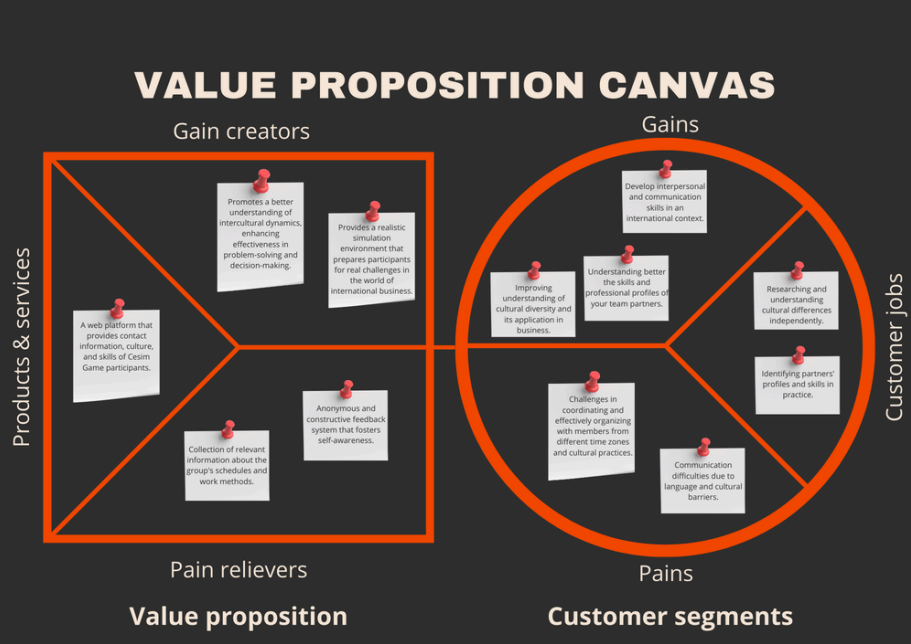 VALUE PROPOSITION CANVAS
Gain creators
Gains
Products & services
Customer jobs
Promotes a better
understanding of
intercultural dynamics,
enhancing
effectiveness in
problem-solving and
decision-making.
Provides a realistic
simulation
environment that
prepares participants
for real challenges in
the world of
international business.
A web platform that
provides contact
information, culture,
and skills of Cesim
Game participants.
Anonymous and
constructive feedback
system that fosters
self-awareness.
Collection of relevant
information about the
group's schedules and
work methods.
Develop interpersonal
and communication
skills in an
international context.
Understanding better
the skills and
professional profiles of
your team partners.
Improving
understanding of
cultural diversity and
its application in
business.
Researching and
understanding
cultural differences
independently.
Identifying partners'
profiles and skills in
practice.
Challenges in
coordinating and
effectively organizing
with members from
different time zones
and cultural practices.
Communication
difficulties due to
language and cultural
barriers.
Pain relievers
Pains
Value proposition
Customer segments